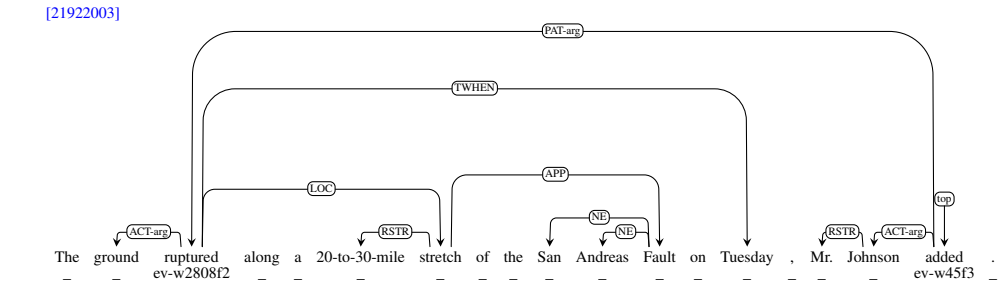 [21922003]
PAT-arg
TWHEN
APP
LOC
top
NE
ACT-arg RSTR NE RSTR ACT-arg
The ground ruptured along a 20-to-30-mile stretch of the San Andreas Fault on Tuesday , Mr. Johnson added .
_ _ ev-w2808f2 _ _ _ _ _ _ _ _ _ _ _ _ _ _ ev-w45f3 _